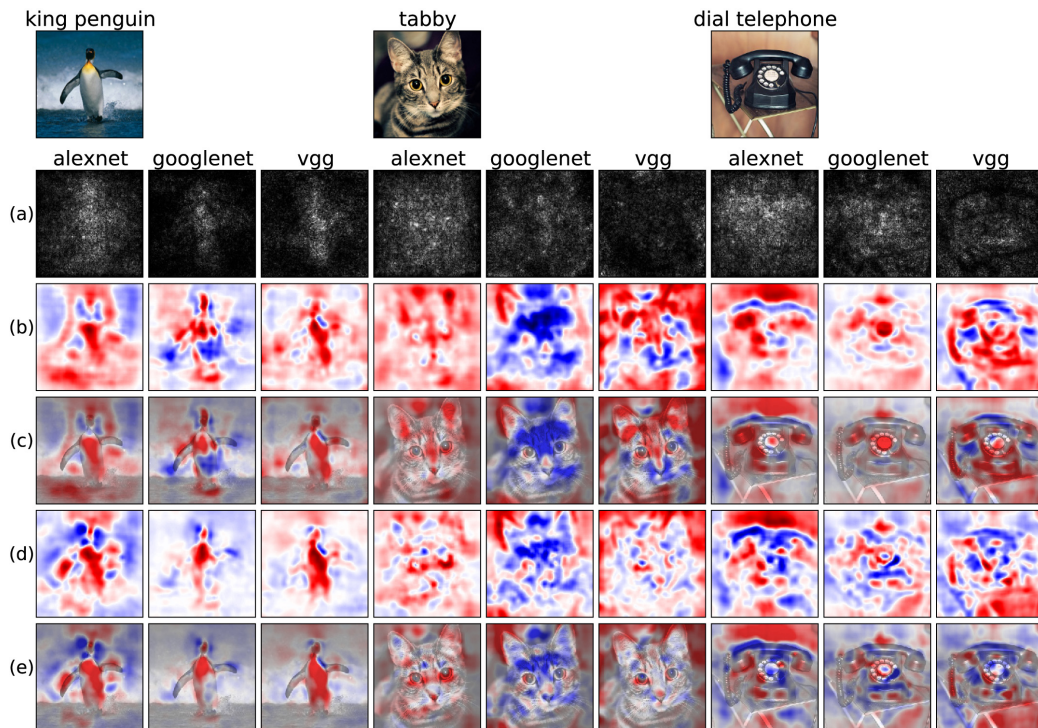 king penguin tabby dial telephone
alexnet googlenet vgg alexnet googlenet vgg alexnet googlenet vgg
(a)
(b)
(c)
(d)
(e)